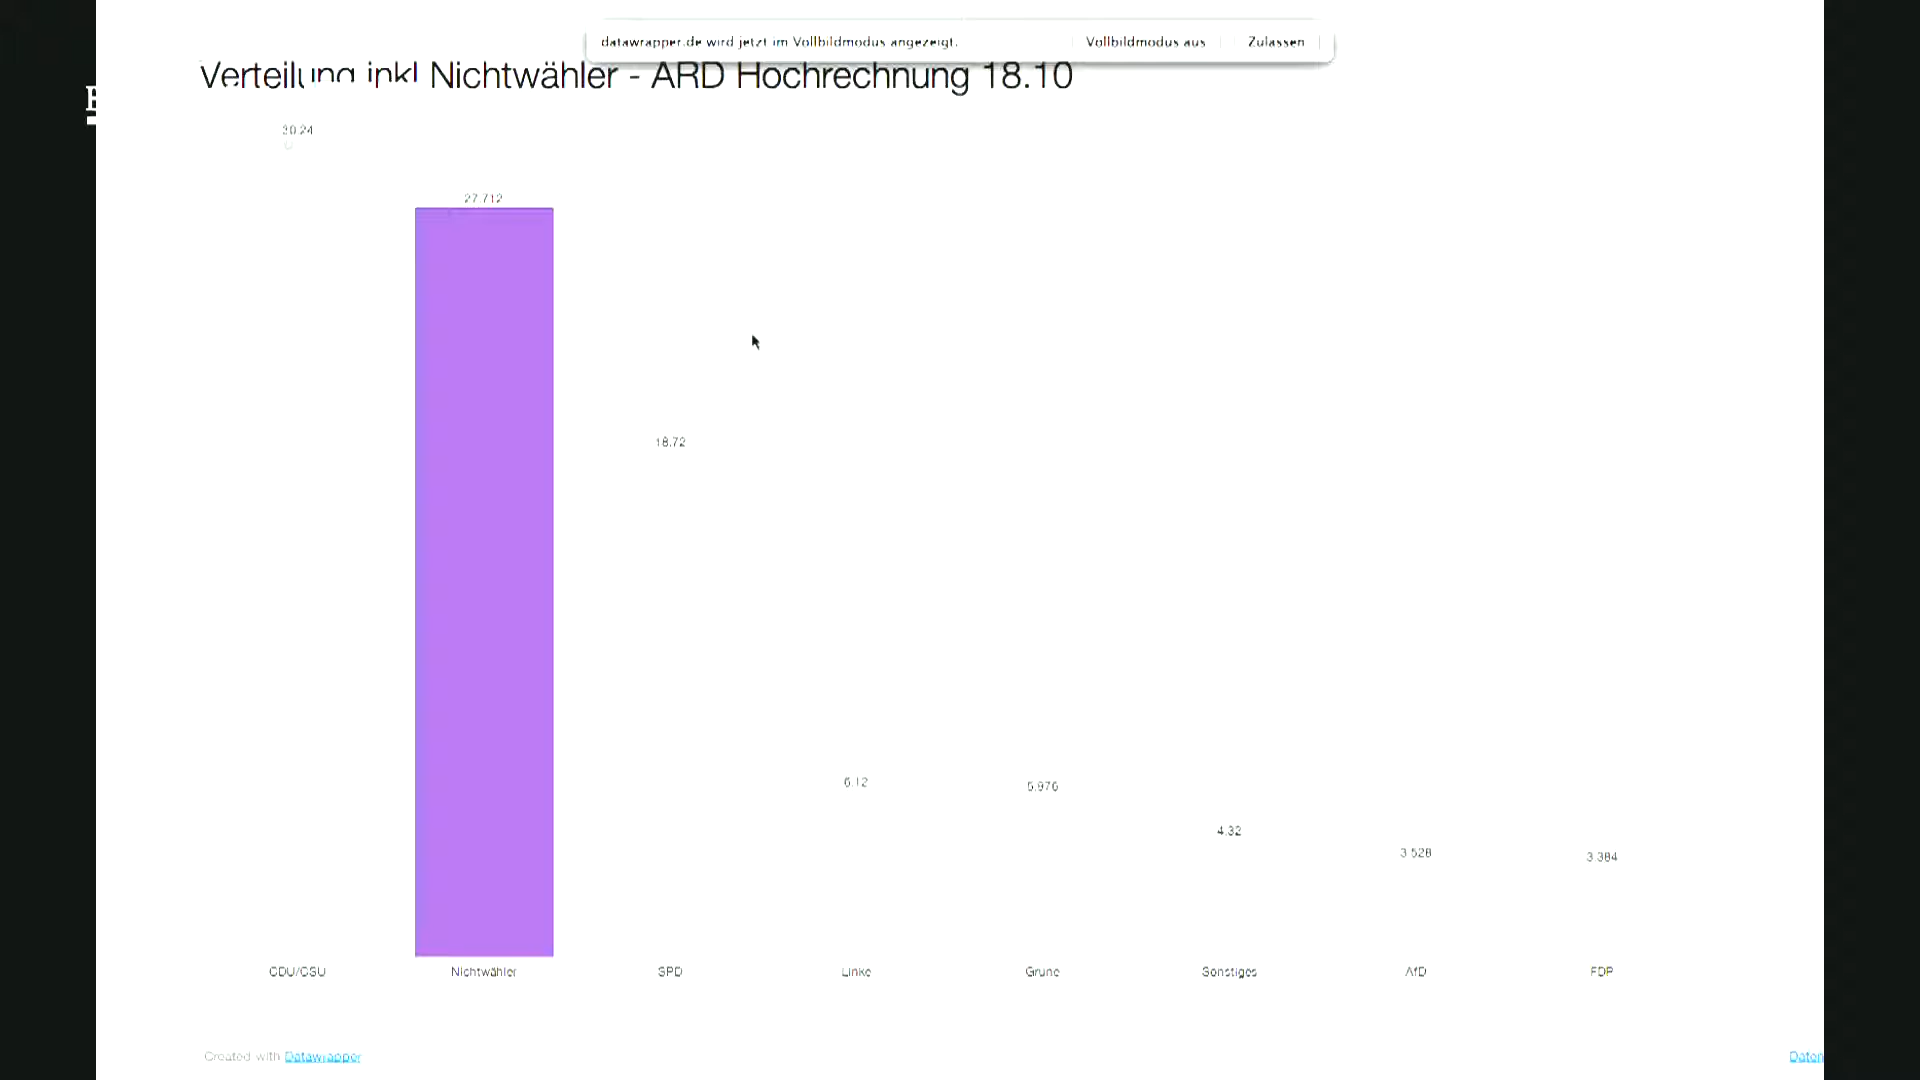 datawrapper.de wird jetzt im Vollbildmodus angezeigt. Vollbildmodus aus Zulassen
Verteilung inkl Nichtwähler - ARD Hochrechnung 18.10
30.24
27.712
18.72
6.12
5.976
4.32
3.528
3.384
CDU/CSU Nichtwähler SPD Linke Grüne Sonstiges AfD FDP
Created with Datawrapper
Daten